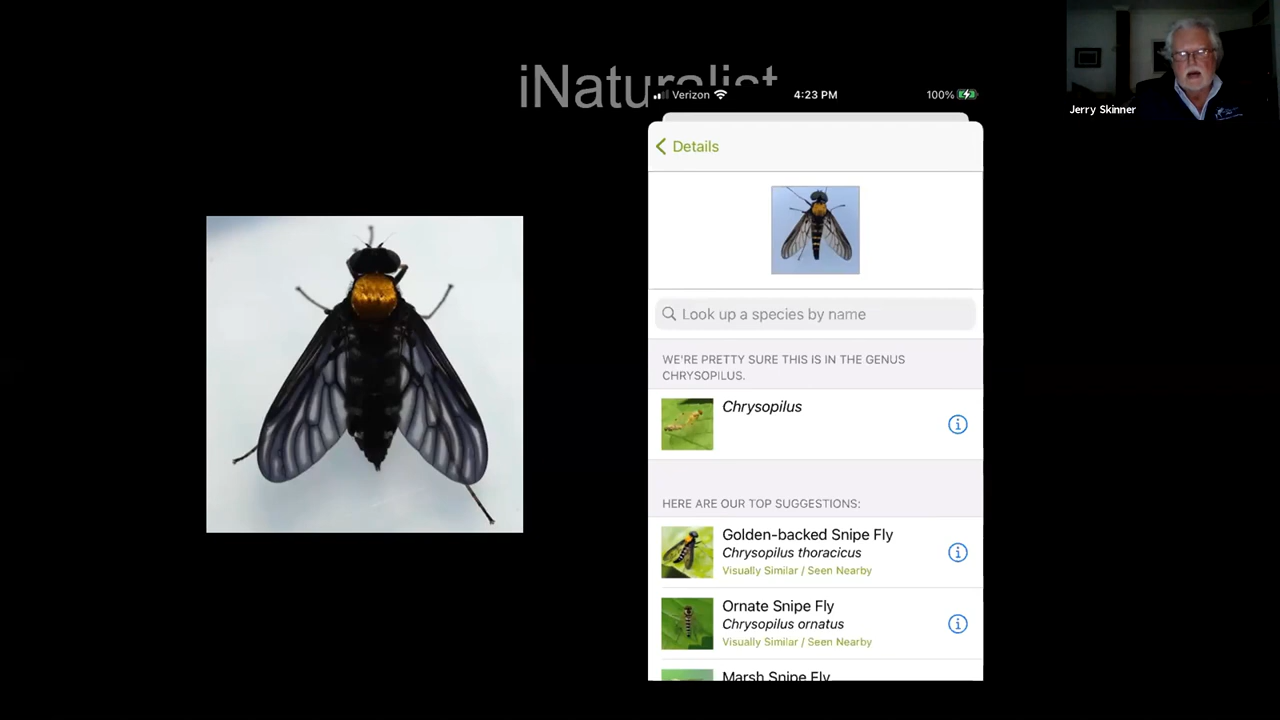 iNaturalist
Verizon 4:23 PM 100%
Jerry Skinner
Details
Look up a species by name
WE'RE PRETTY SURE THIS IS IN THE GENUS
CHRYSOPILUS.
Chrysopilus
HERE ARE OUR TOP SUGGESTIONS:
Golden-backed Snipe Fly
Chrysopilus thoracicus
Visually Similar / Seen Nearby
Ornate Snipe Fly
Chrysopilus ornatus
Visually Similar / Seen Nearby
Marsh Snipe Fly